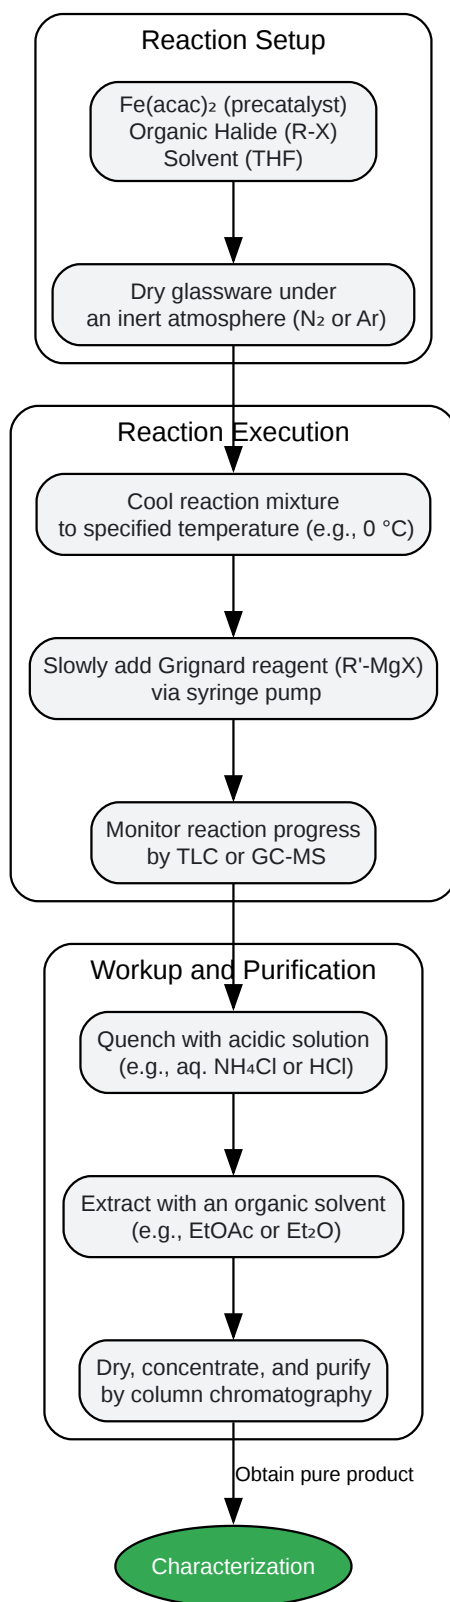 Reaction Setup
Fe(acac)₂ (precatalyst)
Organic Halide (R-X)
Solvent (THF)
Dry glassware under
an inert atmosphere (N₂ or Ar)
Reaction Execution
Cool reaction mixture
to specified temperature (e.g., 0 °C)
Slowly add Grignard reagent (R'-MgX)
via syringe pump
Monitor reaction progress
by TLC or GC-MS
Workup and Purification
Quench with acidic solution
(e.g., aq. NH₄Cl or HCl)
Extract with an organic solvent
(e.g., EtOAc or Et₂O)
Dry, concentrate, and purify
by column chromatography
Obtain pure product
Characterization